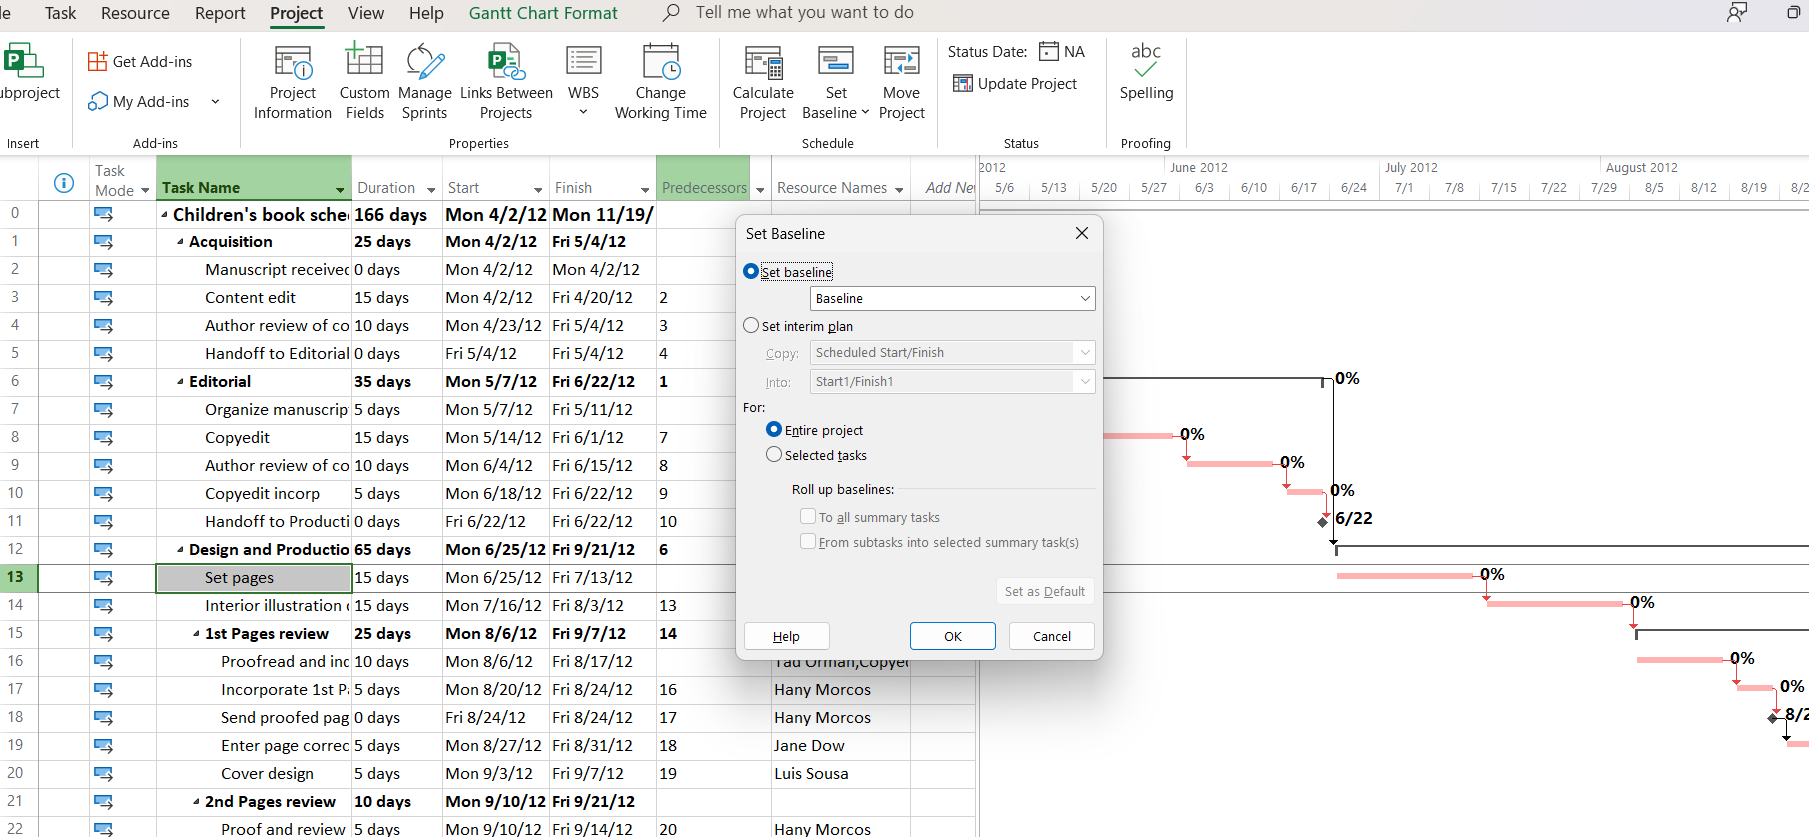 Task Resource Report Project View Help Gantt Chart Format Tell me what you want to do
Get Add-ins
My Add-ins
Add-ins
Insert
Project Information
Custom Fields
Manage Sprints
Links Between Projects
WBS
Change Working Time
Properties
Calculate Project
Set Baseline
Move Project
Schedule
Status Date: NA
Update Project
Status
abc
Spelling
Proofing
Task Mode Task Name Duration Start Finish Predecessors Resource Names Add
2012 June 2012 July 2012 August 2012
5/6 5/13 5/20 5/27 6/3 6/10 6/17 6/24 7/1 7/8 7/15 7/22 7/29 8/5 8/12 8/19
0 Children's book 166 days Mon 4/2/12 Mon 11/19/
1 Acquisition 25 days Mon 4/2/12 Fri 5/4/12
2 Manuscript received 0 days Mon 4/2/12 Mon 4/2/12
3 Content edit 15 days Mon 4/2/12 Fri 4/20/12 2
4 Author review of co 10 days Mon 4/23/12 Fri 5/4/12 3
5 Handoff to Editorial 0 days Fri 5/4/12 Fri 5/4/12 4
6 Editorial 35 days Mon 5/7/12 Fri 6/22/12 1
7 Organize manuscrip 5 days Mon 5/7/12 Fri 5/11/12
8 Copyedit 15 days Mon 5/14/12 Fri 6/1/12 7
9 Author review of co 10 days Mon 6/4/12 Fri 6/15/12 8
10 Copyedit incorp 5 days Mon 6/18/12 Fri 6/22/12 9
11 Handoff to Producti 0 days Fri 6/22/12 Fri 6/22/12 10
12 Design and Productio 65 days Mon 6/25/12 Fri 9/21/12 6
13 Set pages 15 days Mon 6/25/12 Fri 7/13/12
14 Interior illustration 15 days Mon 7/16/12 Fri 8/3/12 13
15 1st Pages review 25 days Mon 8/6/12 Fri 9/7/12 14
16 Proofread and 10 days Mon 8/6/12 Fri 8/17/12
17 Incorporate 1st 5 days Mon 8/20/12 Fri 8/24/12 16 Hany Morcos
18 Send proofed pag 0 days Fri 8/24/12 Fri 8/24/12 17 Hany Morcos
19 Enter page correc 5 days Mon 8/27/12 Fri 8/31/12 18 Jane Dow
20 Cover design 5 days Mon 9/3/12 Fri 9/7/12 19 Luis Sousa
21 2nd Pages review 10 days Mon 9/10/12 Fri 9/21/12
22 Proof and review 5 days Mon 9/10/12 Fri 9/14/12 20 Hany Morcos
Set Baseline
Set baseline
Baseline
Set interim plan
Copy: Scheduled Start/Finish
Into: Start1/Finish1
For:
Entire project
Selected tasks
Roll up baselines:
To all summary tasks
From subtasks into selected summary task(s)
Set as Default
Help OK Cancel
0%
0%
0%
0%
6/22
0%
0%
0%
0%